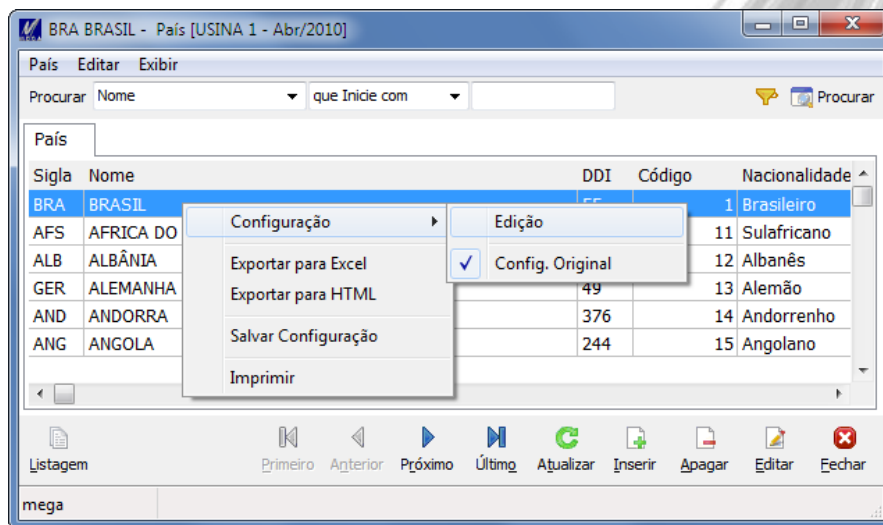 BRA BRASIL - País [USINA 1 - Abr/2010]
País Editar Exibir
Procurar Nome que Inicie com Procurar
País
Sigla Nome DDI Código Nacionalidade
BRA BRASIL 55 1 Brasileiro
AFS AFRICA DO 11 Sulafricano
ALB ALBÂNIA 12 Albanês
GER ALEMANHA 49 13 Alemão
AND ANDORRA 376 14 Andorrenho
ANG ANGOLA 244 15 Angolano
Configuração
Exportar para Excel
Exportar para HTML
Salvar Configuração
Imprimir
Edição
Config. Original
Listagem Primeiro Anterior Próximo Último Atualizar Inserir Apagar Editar Fechar
mega